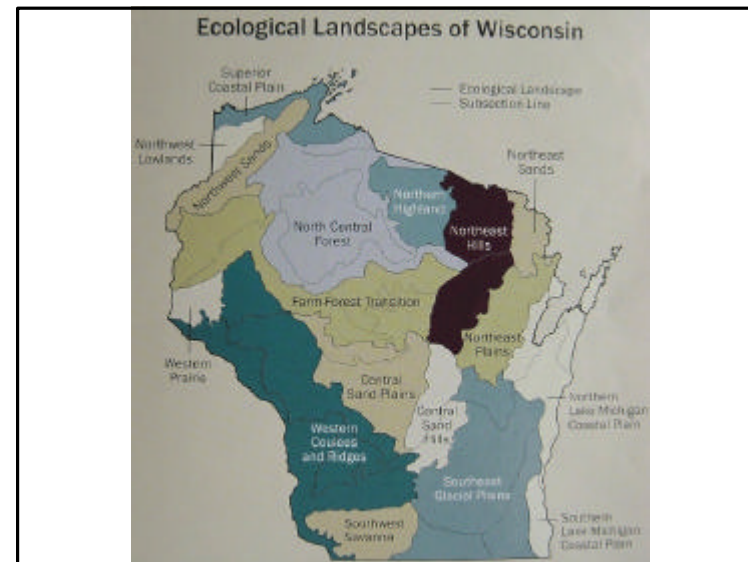 Ecological Landscapes of Wisconsin
Superior
Coastal Plain
Ecological Landscape
Subsection Line
Northwest
Lowlands
Northwest Sands
Northeast
Sands
Northern
Highland
North Central
Forest
Northeast
Hills
Farm-Forest Transition
Northeast
Plains
Western
Prairie
Central
Sand Plains
Central
Sand
Hills
Northern
Lake Michigan
Coastal Plain
Western
Coulees
and Ridges
Southeast
Glacial Plains
Southwest
Savanna
Southern
Lake Michigan
Coastal Plain